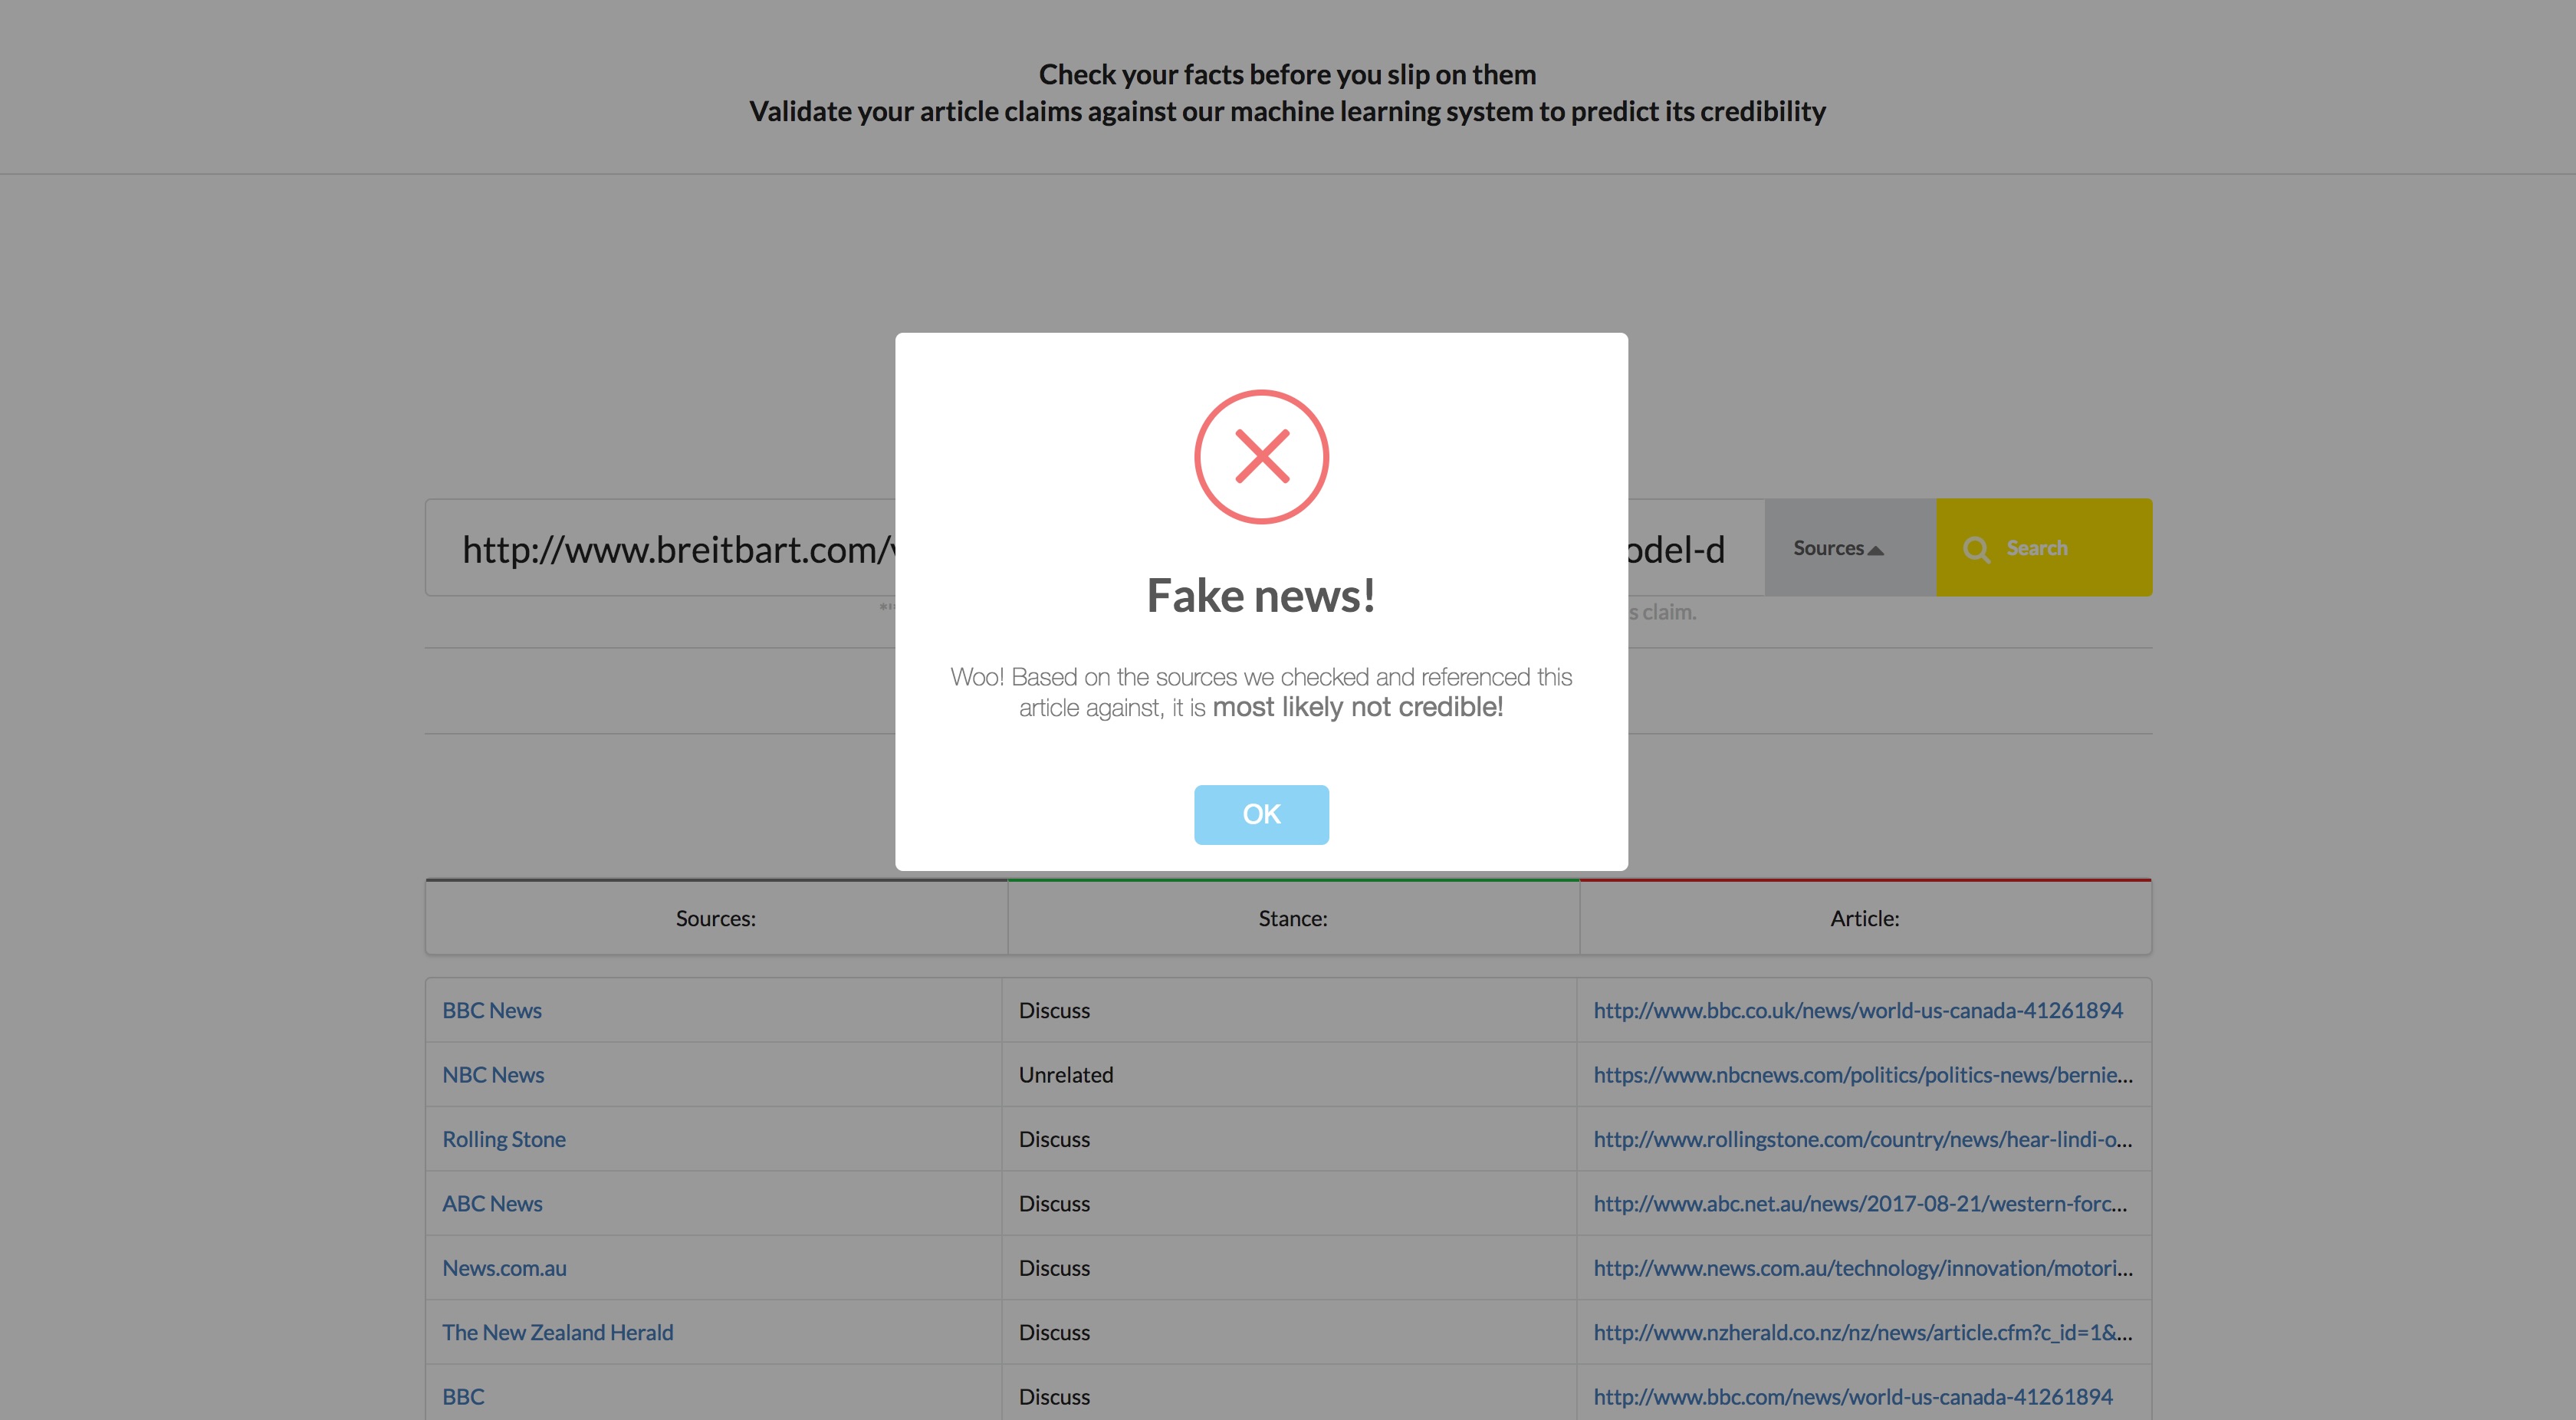 Check your facts before you slip on them
Validate your article claims against our machine learning system to predict its credibility
http://www.breitbart.com/
odel-d
Sources
Search
s claim.
Fake news!
Woo! Based on the sources we checked and referenced this
article against, it is most likely not credible!
OK
Sources: Stance: Article:
BBC News Discuss http://www.bbc.co.uk/news/world-us-canada-41261894
NBC News Unrelated https://www.nbcnews.com/politics/politics-news/bernie...
Rolling Stone Discuss http://www.rollingstone.com/country/news/hear-lindi-o...
ABC News Discuss http://www.abc.net.au/news/2017-08-21/western-forc...
News.com.au Discuss http://www.news.com.au/technology/innovation/motori...
The New Zealand Herald Discuss http://www.nzherald.co.nz/nz/news/article.cfm?c_id=1&...
BBC Discuss http://www.bbc.com/news/world-us-canada-41261894